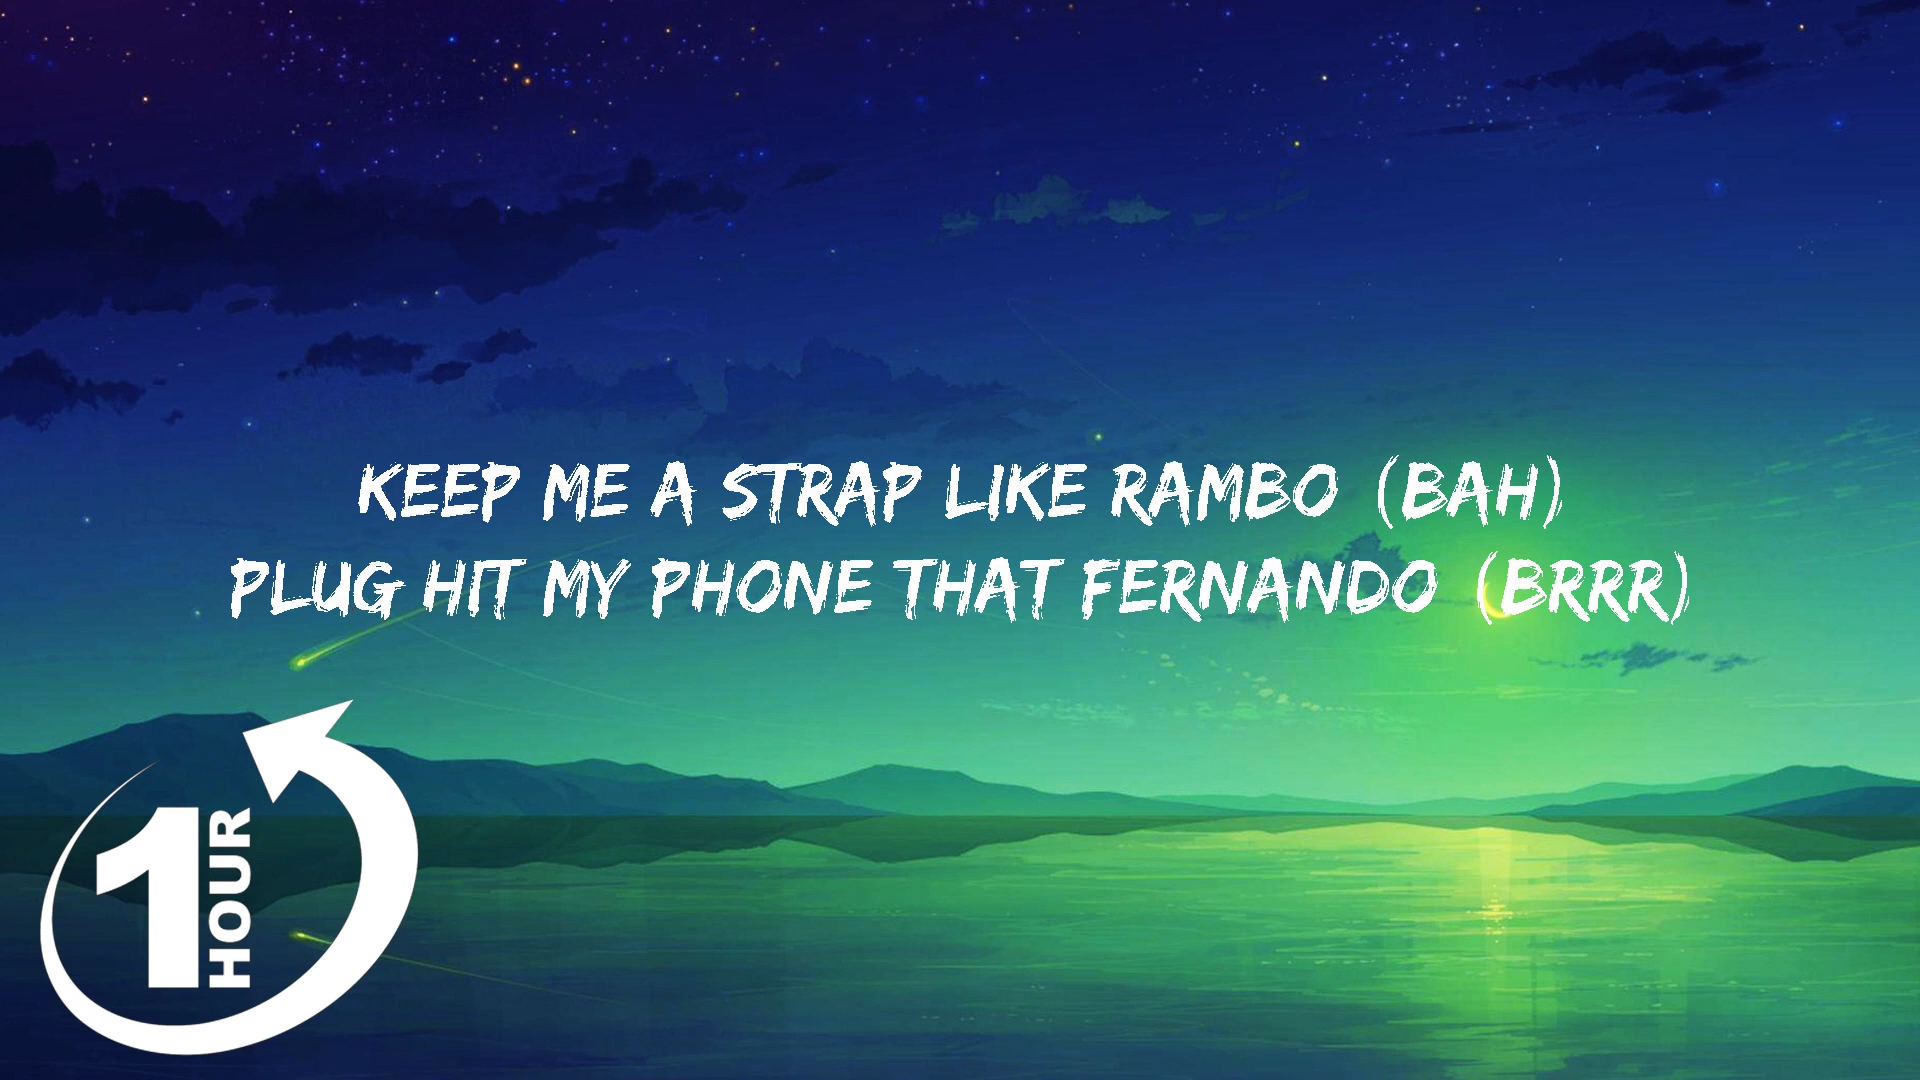 KEEP ME A STRAP LIKE RAMBO (BAH)
PLUG HIT MY PHONE THAT FERNANDO (BRRR)
1 HOUR